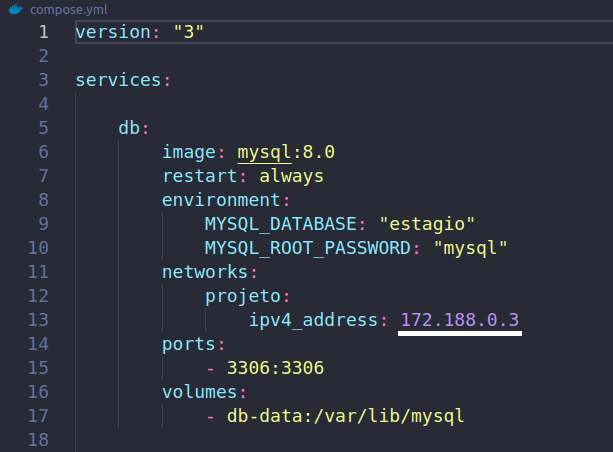 compose.yml
1 version: "3"
2
3 services:
4
5 db:
6 image: mysql:8.0
7 restart: always
8 environment:
9 MYSQL_DATABASE: "estagio"
10 MYSQL_ROOT_PASSWORD: "mysql"
11 networks:
12 projeto:
13 ipv4_address: 172.188.0.3
14 ports:
15 - 3306:3306
16 volumes:
17 - db-data:/var/lib/mysql
18